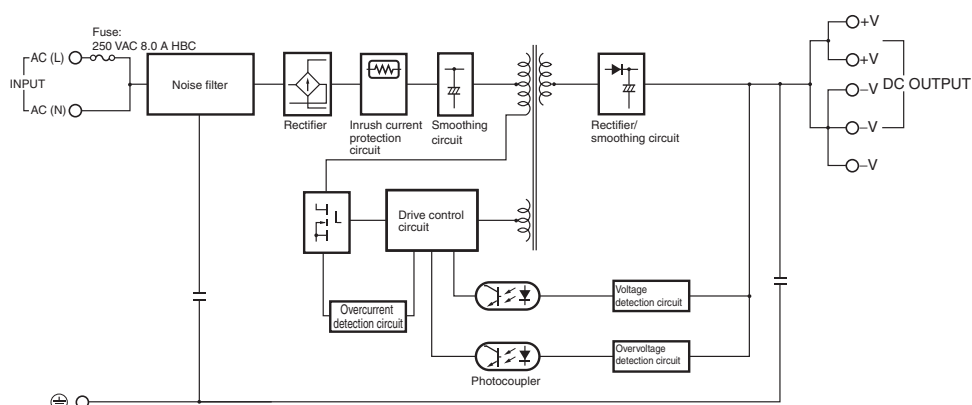 Fuse:
250 VAC 8.0 A HBC
AC (L)
INPUT
AC (N)
Noise filter
Rectifier
Inrush current
protection
circuit
Smoothing
circuit
Rectifier/
smoothing circuit
+V
+V
–V
–V
–V
DC OUTPUT
Drive control
circuit
Overcurrent
detection circuit
Voltage
detection circuit
Overvoltage
detection circuit
Photocoupler